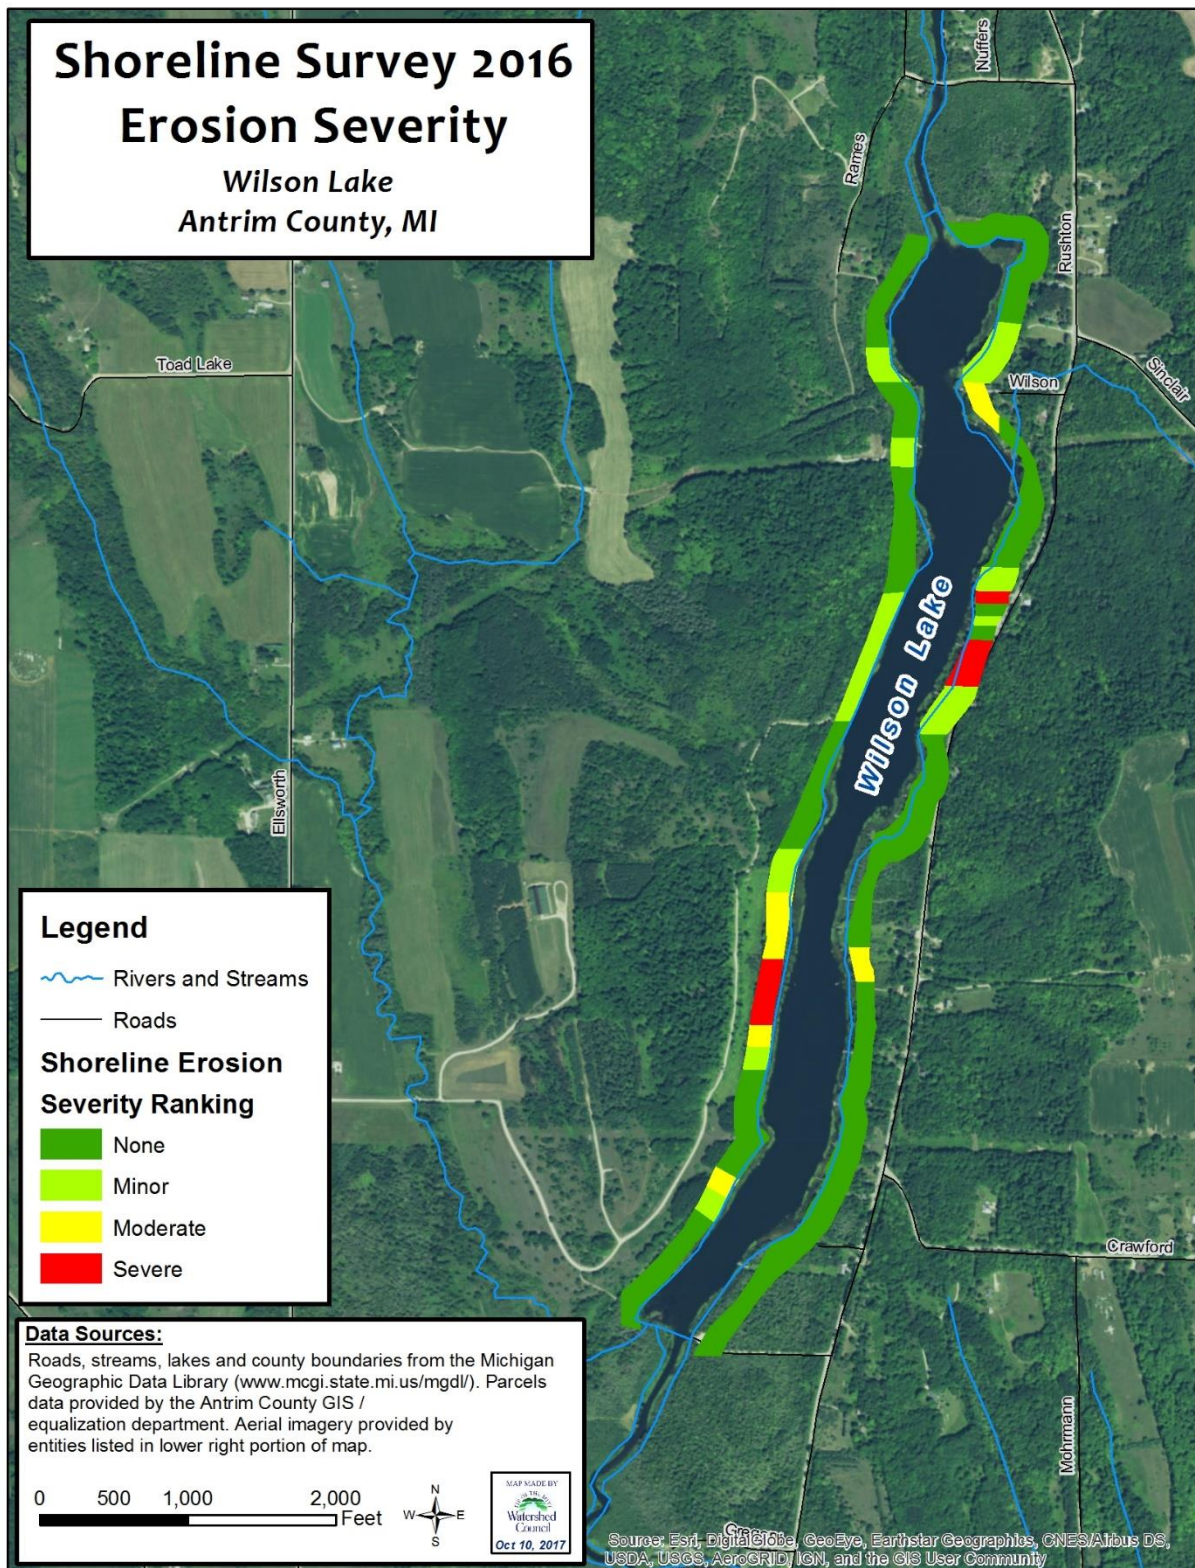 Shoreline Survey 2016
Erosion Severity
Wilson Lake
Antrim County, MI
Nuffers
Rames
Rushton
Toad Lake
Sinclair
Wilson
Wilson Lake
Ellsworth
Legend
Rivers and Streams
Roads
Shoreline Erosion
Severity Ranking
None
Minor
Moderate
Severe
Crawford
Mohrmann
Data Sources:
Roads, streams, lakes and county boundaries from the Michigan
Geographic Data Library (www.mcgi.state.mi.us/mgdl/). Parcels
data provided by the Antrim County GIS /
equalization department. Aerial imagery provided by
entities listed in lower right portion of map.
0 500 1,000 2,000
Feet
N
W E
S
MAP MADE BY
Watershed
Council
Oct 10, 2017
Source: Esri, DigitalGlobe, GeoEye, Earthstar Geographics, CNES/Airbus DS,
USDA, USGS, AeroGRID, IGN, and the GIS User Community